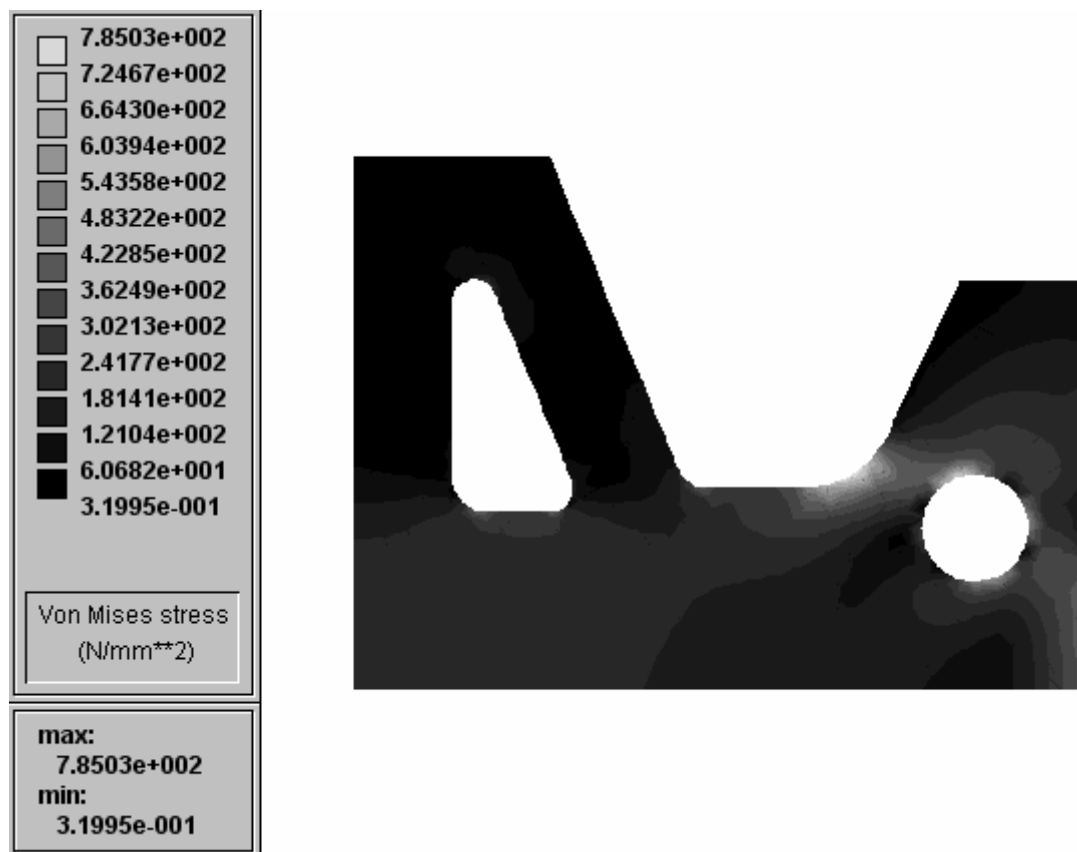 7.8503e+002
7.2467e+002
6.6430e+002
6.0394e+002
5.4358e+002
4.8322e+002
4.2285e+002
3.6249e+002
3.0213e+002
2.4177e+002
1.8141e+002
1.2104e+002
6.0682e+001
3.1995e-001
Von Mises stress
(N/mm**2)
max:
7.8503e+002
min:
3.1995e-001